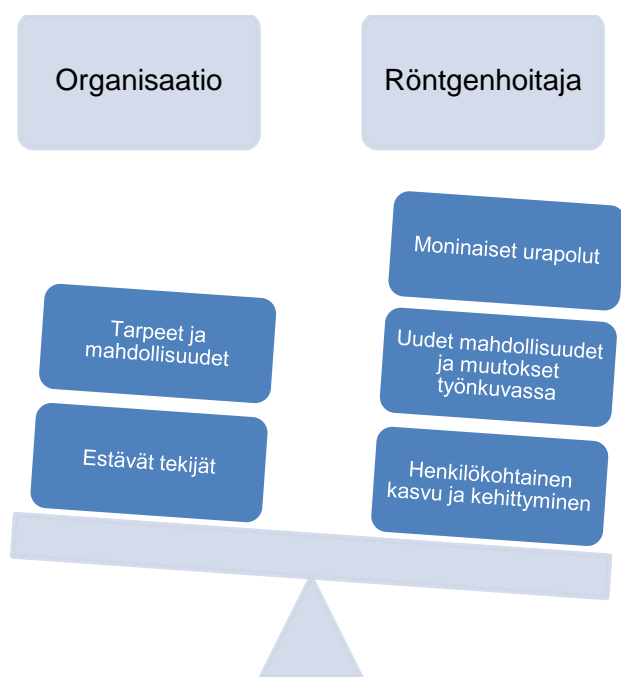 Organisaatio
Röntgenhoitaja
Moninaiset urapolut
Tarpeet ja
mahdollisuudet
Uudet mahdollisuudet
ja muutokset
työnkuvassa
Estävät tekijät
Henkilökohtainen
kasvu ja kehittyminen